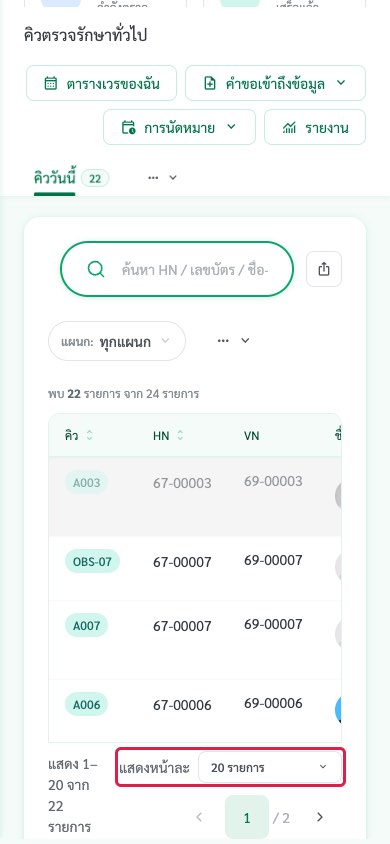 คิวตรวจรักษาทั่วไป
ตารางเวรของฉัน
คำขอเข้าถึงข้อมูล
การนัดหมาย
รายงาน
คิววันนี้ 22 ...
ค้นหา HN / เลขบัตร / ชื่อ-
แผนก: ทุกแผนก ...
พบ 22 รายการ จาก 24 รายการ
คิว HN VN
A003 67-00003 69-00003
OBS-07 67-00007 69-00007
A007 67-00007 69-00007
A006 67-00006 69-00006
แสดง 1–
20 จาก
22
รายการ
แสดงหน้าละ 20 รายการ
1 / 2